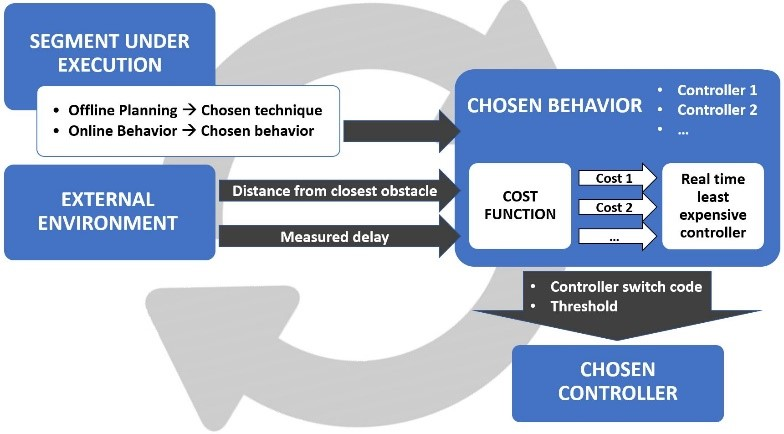 SEGMENT UNDER
EXECUTION
• Offline Planning → Chosen technique
• Online Behavior → Chosen behavior
EXTERNAL
ENVIRONMENT
Distance from closest obstacle
Measured delay
CHOSEN BEHAVIOR
• Controller 1
• Controller 2
• ...
COST
FUNCTION
Cost 1
Cost 2
...
Real time
least
expensive
controller
• Controller switch code
• Threshold
CHOSEN
CONTROLLER